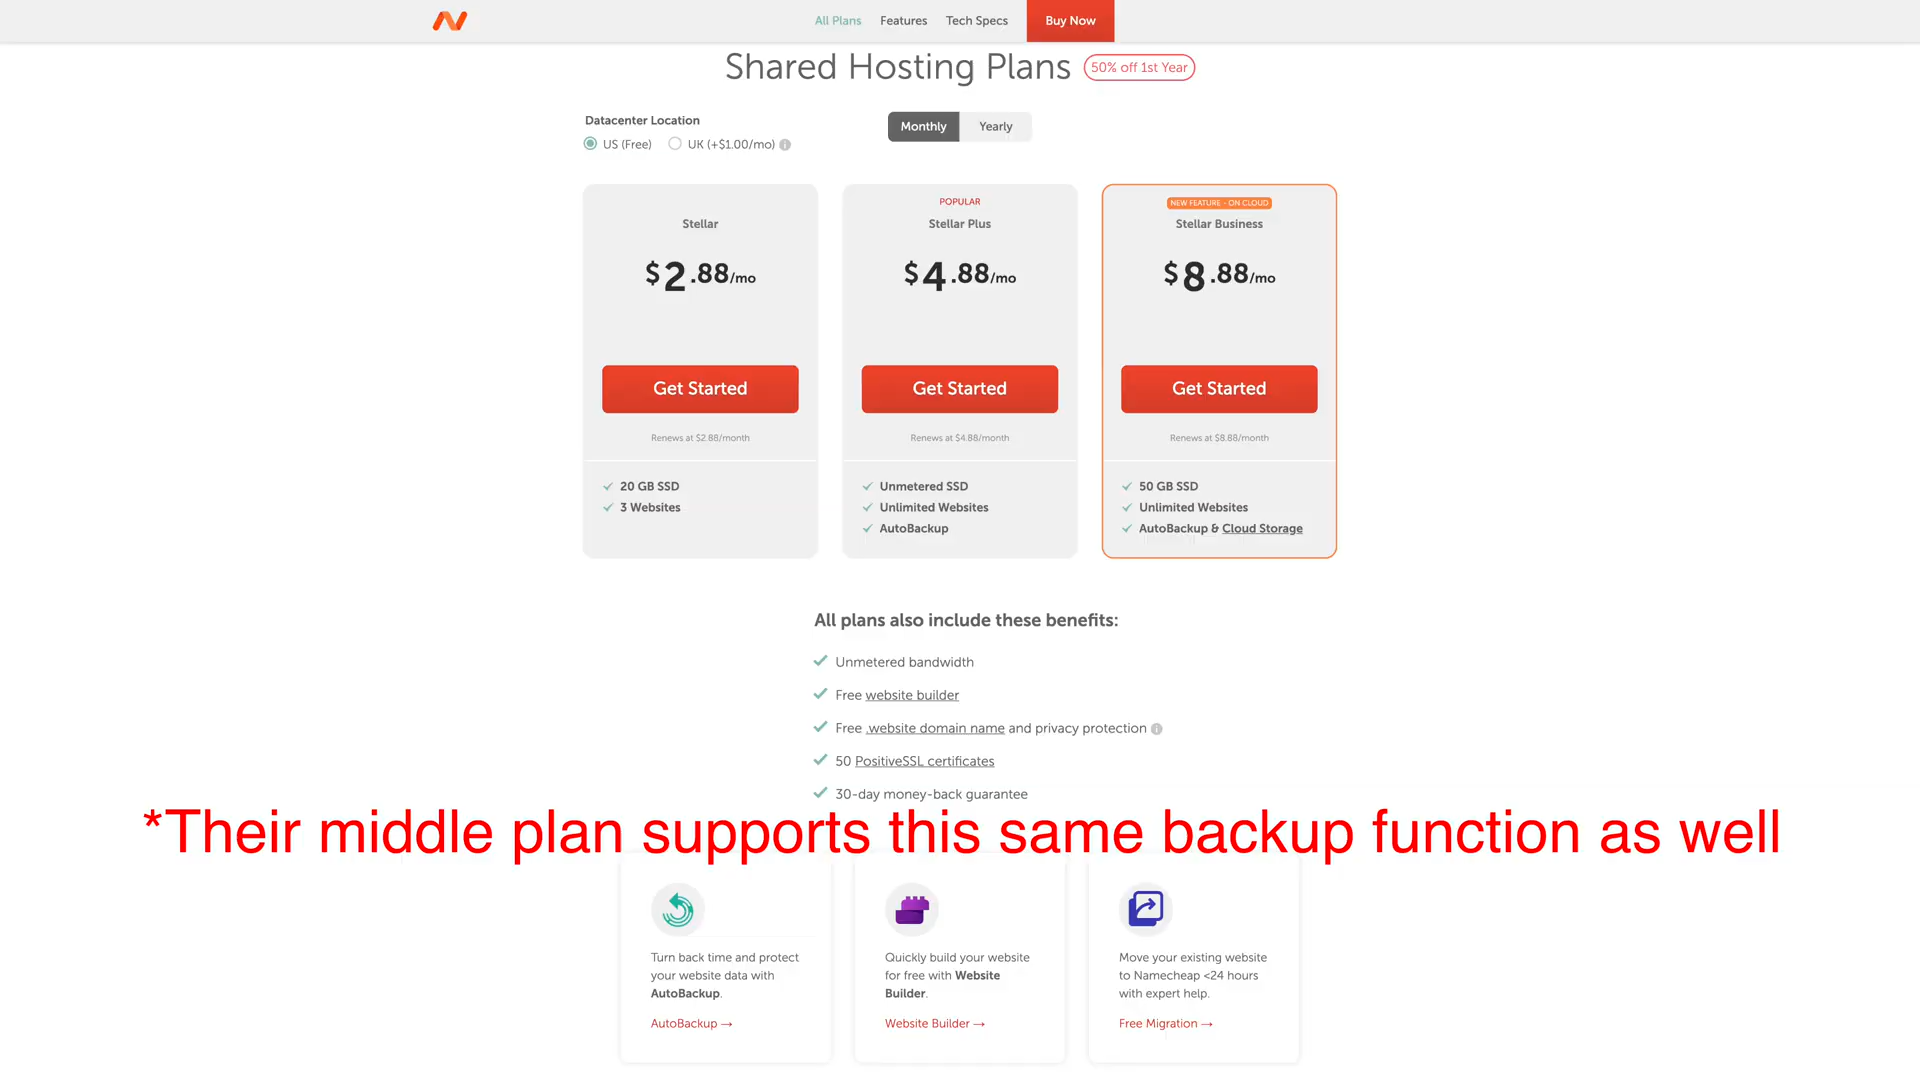 All Plans Features Tech Specs Buy Now
Shared Hosting Plans 50% off 1st Year
Datacenter Location
US (Free) UK (+$1.00/mo)
Monthly Yearly
Stellar
$2.88/mo
Get Started
Renews at $2.88/month
20 GB SSD
3 Websites
POPULAR
Stellar Plus
$4.88/mo
Get Started
Renews at $4.88/month
Unmetered SSD
Unlimited Websites
AutoBackup
NEW FEATURE - ON CLOUD
Stellar Business
$8.88/mo
Get Started
Renews at $8.88/month
50 GB SSD
Unlimited Websites
AutoBackup & Cloud Storage
All plans also include these benefits:
Unmetered bandwidth
Free website builder
Free .website domain name and privacy protection
50 PositiveSSL certificates
30-day money-back guarantee
*Their middle plan supports this same backup function as well
Turn back time and protect
your website data with
AutoBackup.
AutoBackup →
Quickly build your website
for free with Website
Builder.
Website Builder →
Move your existing website
to Namecheap <24 hours
with expert help.
Free Migration →